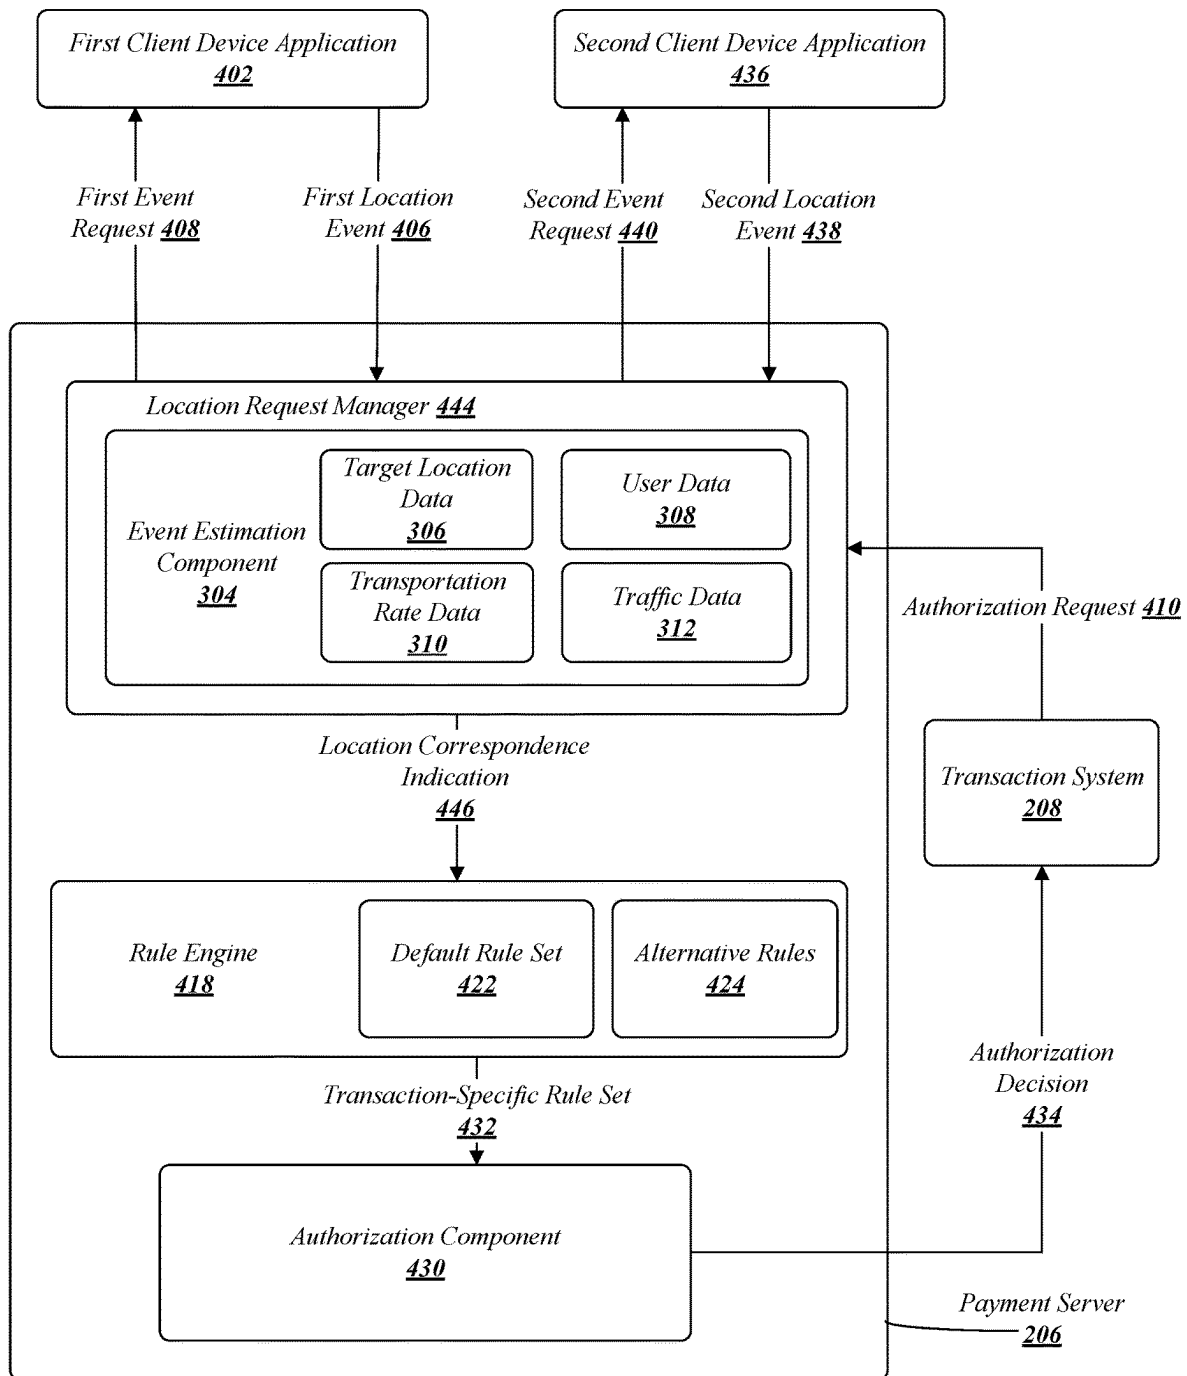 First Client Device Application
402
Second Client Device Application
436
First Event
Request 408
First Location
Event 406
Second Event
Request 440
Second Location
Event 438
Location Request Manager 444
Event Estimation
Component
304
Target Location
Data
306
User Data
308
Transportation
Rate Data
310
Traffic Data
312
Authorization Request 410
Location Correspondence
Indication
446
Transaction System
208
Rule Engine
418
Default Rule Set
422
Alternative Rules
424
Transaction-Specific Rule Set
432
Authorization
Decision
434
Authorization Component
430
Payment Server
206